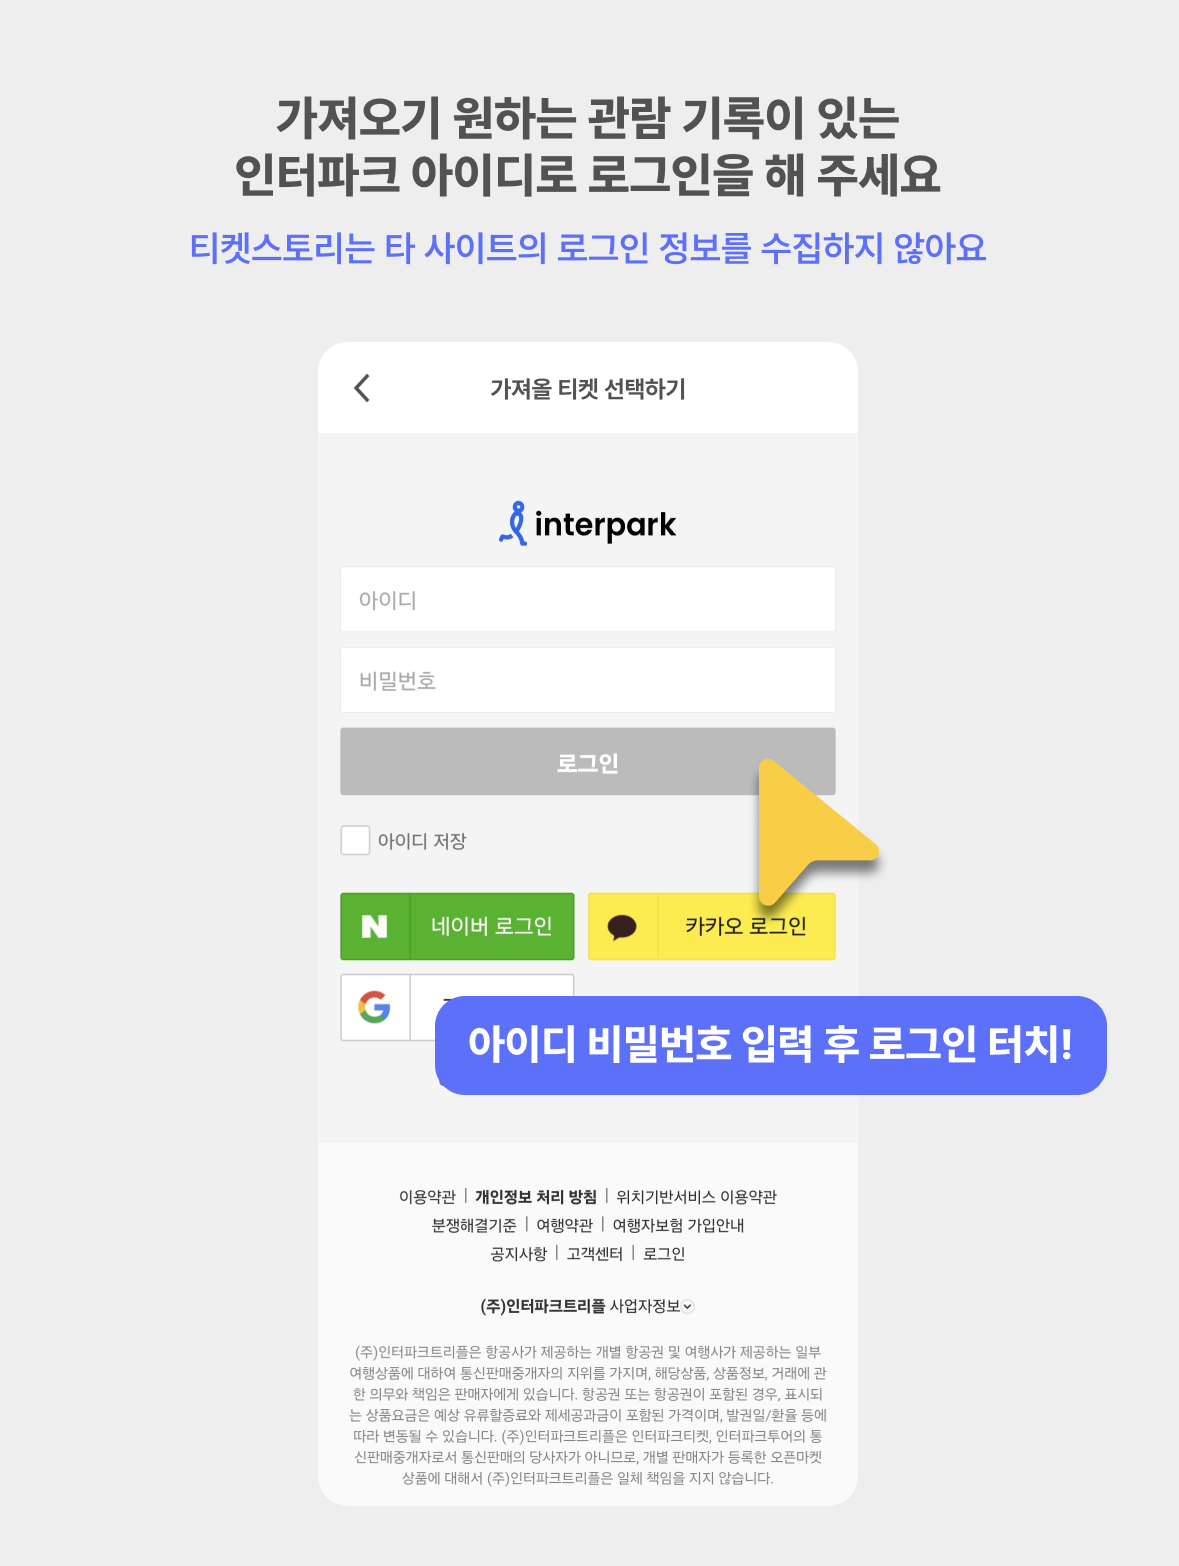 가져오기 원하는 관람 기록이 있는
인터파크 아이디로 로그인을 해 주세요
티켓스토리는 타 사이트의 로그인 정보를 수집하지 않아요
가져올 티켓 선택하기
interpark
아이디
비밀번호
로그인
아이디 저장
N 네이버 로그인
카카오 로그인
G
아이디 비밀번호 입력 후 로그인 터치!
이용약관 | 개인정보 처리 방침 | 위치기반서비스 이용약관
분쟁해결기준 | 여행약관 | 여행자보험 가입안내
공지사항 | 고객센터 | 로그인
(주)인터파크트리플 사업자정보
(주)인터파크트리플은 항공사가 제공하는 개별 항공권 및 여행사가 제공하는 일부
여행상품에 대하여 통신판매중개자의 지위를 가지며, 해당상품, 상품정보, 거래에 관
한 의무와 책임은 판매자에게 있습니다. 항공권 또는 항공권이 포함된 경우, 표시되
는 상품요금은 예상 유류할증료와 제세공과금이 포함된 가격이며, 발권일/환율 등에
따라 변동될 수 있습니다. (주)인터파크트리플은 인터파크티켓, 인터파크투어의 통
신판매중개자로서 통신판매의 당사자가 아니므로, 개별 판매자가 등록한 오픈마켓
상품에 대해서 (주)인터파크트리플은 일체 책임을 지지 않습니다.